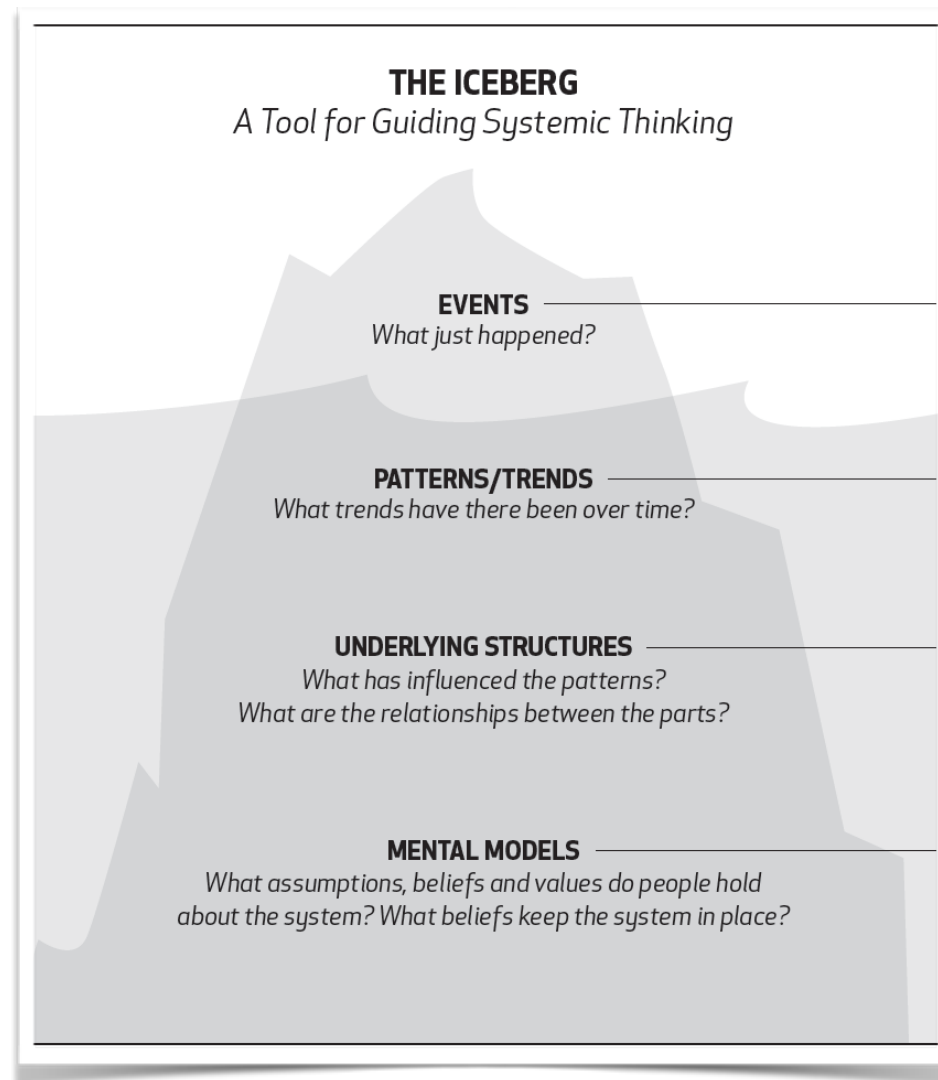 THE ICEBERG
A Tool for Guiding Systemic Thinking
EVENTS
What just happened?
PATTERNS/TRENDS
What trends have there been over time?
UNDERLYING STRUCTURES
What has influenced the patterns?
What are the relationships between the parts?
MENTAL MODELS
What assumptions, beliefs and values do people hold
about the system? What beliefs keep the system in place?